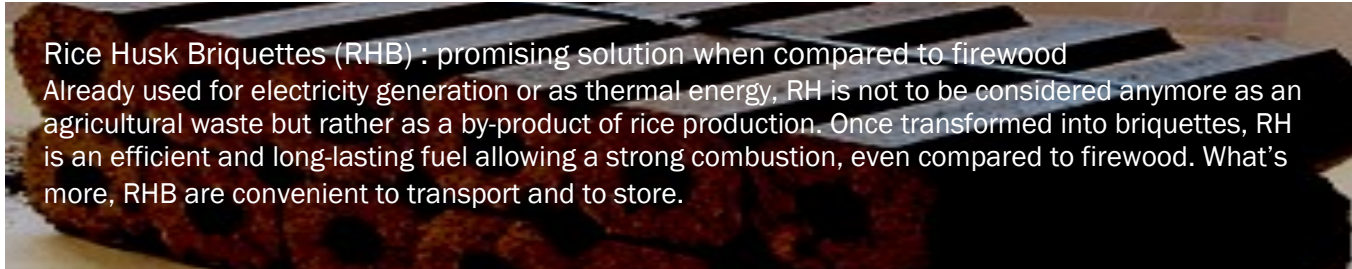 Rice Husk Briquettes (RHB) : promising solution when compared to firewood
Already used for electricity generation or as thermal energy, RH is not to be considered anymore as an
agricultural waste but rather as a by-product of rice production. Once transformed into briquettes, RH
is an efficient and long-lasting fuel allowing a strong combustion, even compared to firewood. What’s
more, RHB are convenient to transport and to store.